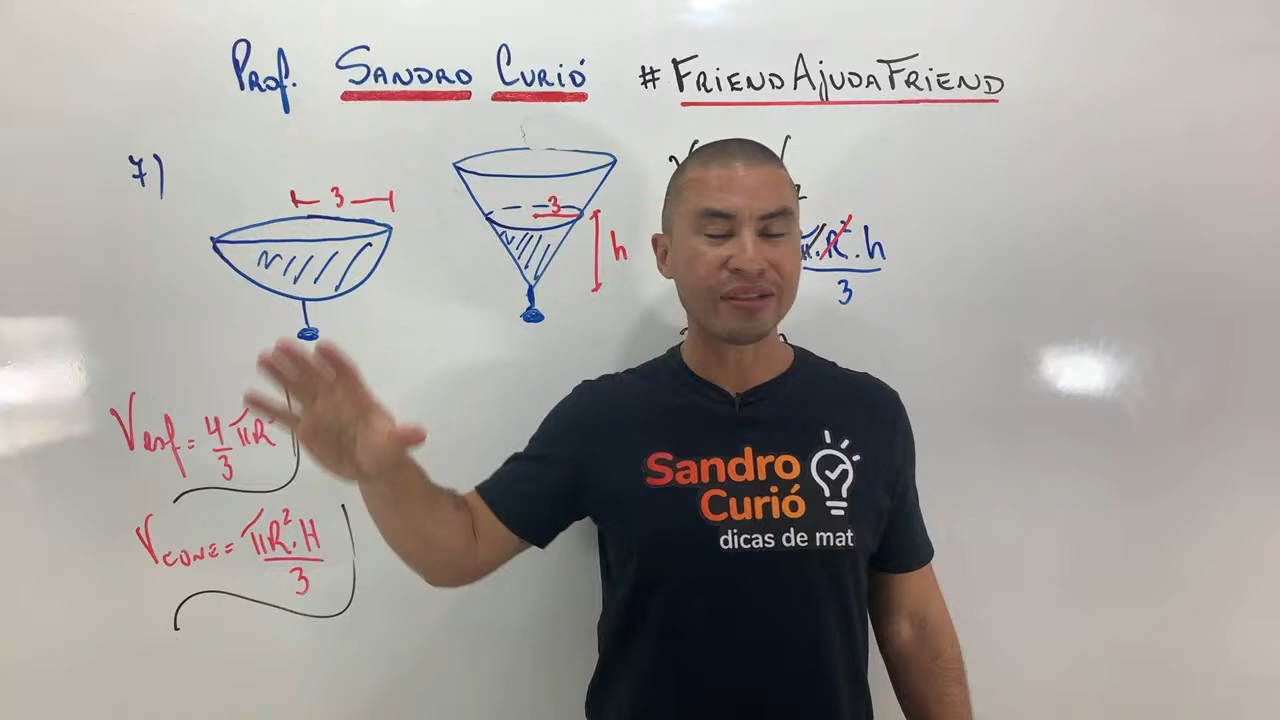 Prof. Sandro Curió #FriendAjudaFriend
7)
3
3
h
R². h
3
Vesf = 4/3 πR
Vcone = πR². H
3
Sandro
Curió
dicas de mat